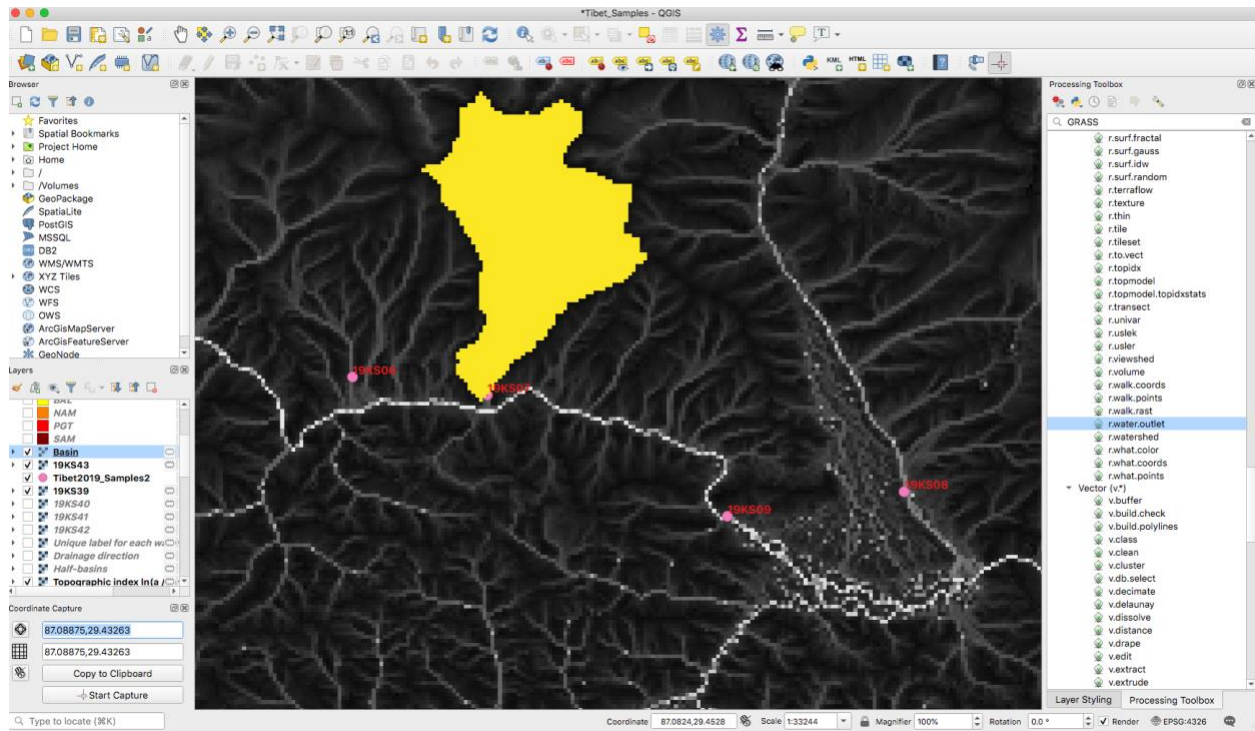 *Tibet_Samples - QGIS
Browser
Favorites
Spatial Bookmarks
Project Home
Home
/
/Volumes
GeoPackage
SpatiaLite
PostGIS
MSSQL
DB2
WMS/WMTS
XYZ Tiles
WCS
WFS
OWS
ArcGisMapServer
ArcGisFeatureServer
GeoNode
Layers
BAL
NAM
PGT
SAM
Basin
19KS43
Tibet2019_Samples2
19KS39
19KS40
19KS41
19KS42
Unique label for each w
Drainage direction
Half-basins
Topographic index ln(a /
Coordinate Capture
87.08875,29.43263
87.08875,29.43263
Copy to Clipboard
Start Capture
19KS06
19KS07
19KS08
19KS09
KML
HTML
Processing Toolbox
GRASS
r.surf.fractal
r.surf.gauss
r.surf.idw
r.surf.random
r.terraflow
r.texture
r.thin
r.tile
r.tileset
r.to.vect
r.topidx
r.topmodel
r.topmodel.topidxstats
r.transect
r.univar
r.uslek
r.usler
r.viewshed
r.volume
r.walk.coords
r.walk.points
r.walk.rast
r.water.outlet
r.watershed
r.what.color
r.what.coords
r.what.points
Vector (v.*)
v.buffer
v.build.check
v.build.polylines
v.class
v.clean
v.cluster
v.db.select
v.decimate
v.delaunay
v.dissolve
v.distance
v.drape
v.edit
v.extract
v.extrude
Layer Styling
Processing Toolbox
Type to locate (⌘K)
Coordinate 87.0824,29.4528
Scale 1:33244
Magnifier 100%
Rotation 0.0 °
Render
EPSG:4326